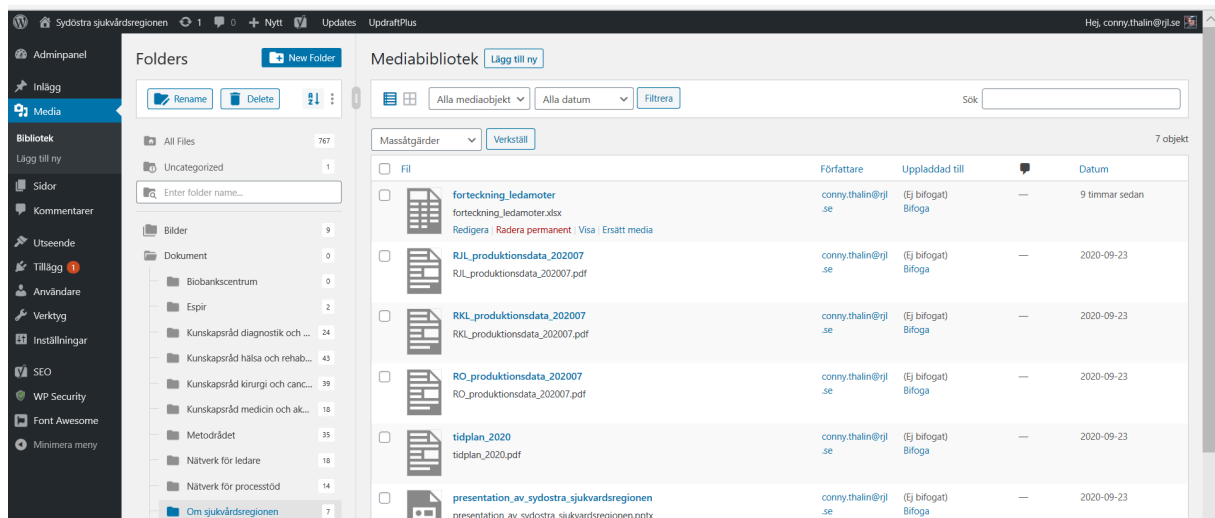 Sydöstra sjukvårdsregionen 1 0 Nytt Updates UpdraftPlus Hej, conny.thalin@rjl.se
Adminpanel
Inlägg
Media
Bibliotek
Lägg till ny
Sidor
Kommentarer
Utseende
Tillägg 1
Användare
Verktyg
Inställningar
SEO
WP Security
Font Awesome
Minimera meny
Folders New Folder
Rename Delete
All Files 767
Uncategorized 1
Enter folder name...
Bilder 9
Dokument 0
Biobankscentrum 0
Espir 2
Kunskapsråd diagnostik och ... 24
Kunskapsråd hälsa och rehab... 43
Kunskapsråd kirurgi och canc... 39
Kunskapsråd medicin och ak... 18
Metodrådet 35
Nätverk för ledare 18
Nätverk för processtöd 14
Om sjukvårdsregionen 7
Mediabibliotek Lägg till ny
Alla mediaobjekt Alla datum Filtrera Sök
Massåtgärder Verkställ 7 objekt
Fil Författare Uppladdad till Datum
forteckning_ledamoter conny.thalin@rjl (Ej bifogat) — 9 timmar sedan
forteckning_ledamoter.xlsx .se Bifoga
Redigera | Radera permanent | Visa | Ersätt media
RJL_produktionsdata_202007 conny.thalin@rjl (Ej bifogat) — 2020-09-23
RJL_produktionsdata_202007.pdf .se Bifoga
RKL_produktionsdata_202007 conny.thalin@rjl (Ej bifogat) — 2020-09-23
RKL_produktionsdata_202007.pdf .se Bifoga
RO_produktionsdata_202007 conny.thalin@rjl (Ej bifogat) — 2020-09-23
RO_produktionsdata_202007.pdf .se Bifoga
tidplan_2020 conny.thalin@rjl (Ej bifogat) — 2020-09-23
tidplan_2020.pdf .se Bifoga
presentation_av_sydostra_sjukvardsregionen conny.thalin@rjl (Ej bifogat) — 2020-09-23
presentation_av_sydostra_sjukvardsregionen.pptx .se Bifoga